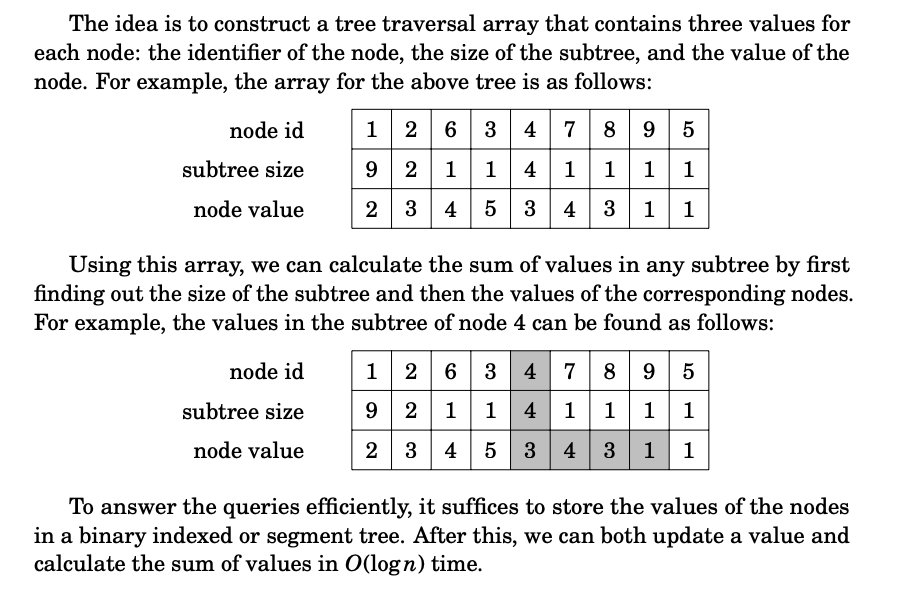 The idea is to construct a tree traversal array that contains three values for
each node: the identifier of the node, the size of the subtree, and the value of the
node. For example, the array for the above tree is as follows:
node id 1 2 6 3 4 7 8 9 5
subtree size 9 2 1 1 4 1 1 1 1
node value 2 3 4 5 3 4 3 1 1
Using this array, we can calculate the sum of values in any subtree by first
finding out the size of the subtree and then the values of the corresponding nodes.
For example, the values in the subtree of node 4 can be found as follows:
node id 1 2 6 3 4 7 8 9 5
subtree size 9 2 1 1 4 1 1 1 1
node value 2 3 4 5 3 4 3 1 1
To answer the queries efficiently, it suffices to store the values of the nodes
in a binary indexed or segment tree. After this, we can both update a value and
calculate the sum of values in O(log n) time.